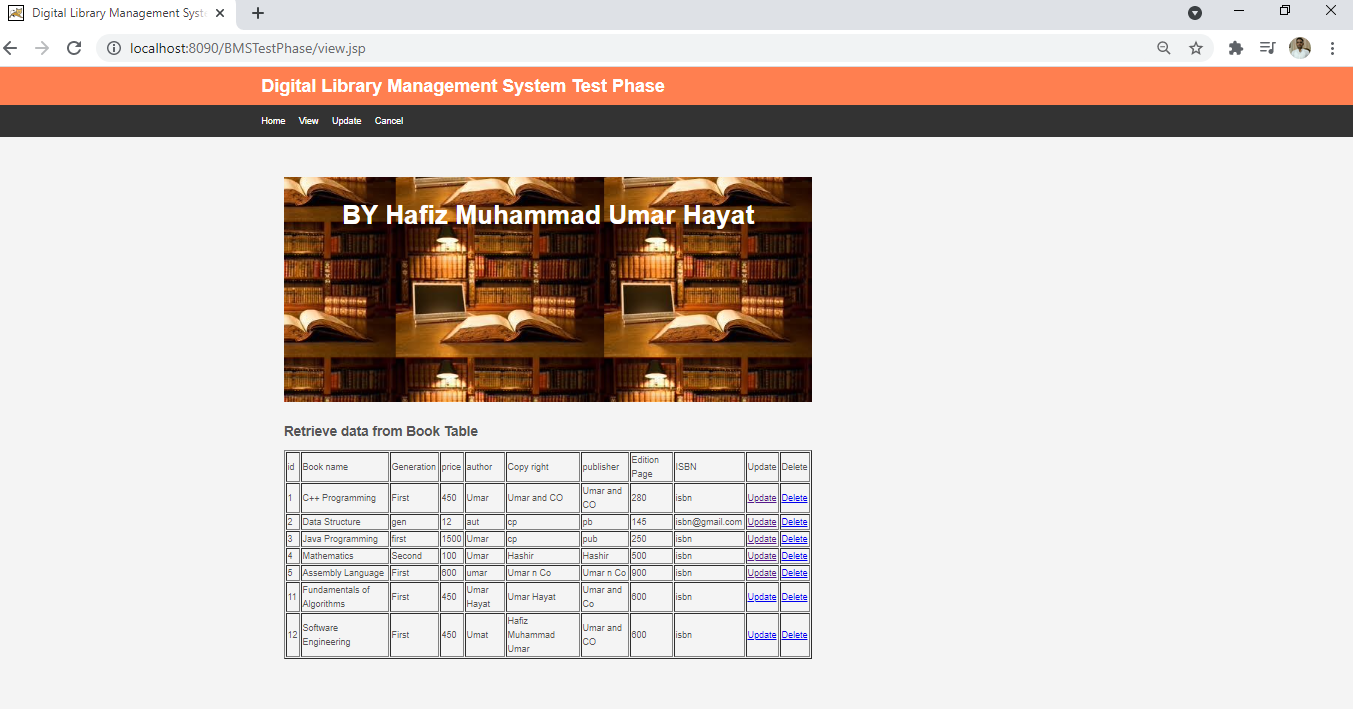 Digital Library Management Syst
localhost:8090/BMSTestPhase/view.jsp
Digital Library Management System Test Phase
Home View Update Cancel
BY Hafiz Muhammad Umar Hayat
Retrieve data from Book Table
id Book name Generation price author Copy right publisher Edition Page ISBN Update Delete
1 C++ Programming First 450 Umar Umar and CO Umar and CO 280 isbn Update Delete
2 Data Structure gen 12 aut cp pb 145 isbn@gmail.com Update Delete
3 Java Programming first 1500 Umar cp pub 250 isbn Update Delete
4 Mathematics Second 100 Umar Hashir Hashir 500 isbn Update Delete
5 Assembly Language First 600 umar Umar n Co Umar n Co 900 isbn Update Delete
11 Fundamentals of Algorithms First 450 Umar Hayat Umar Hayat Umar and Co 600 isbn Update Delete
12 Software Engineering First 450 Umat Hafiz Muhammad Umar Umar and CO 600 isbn Update Delete